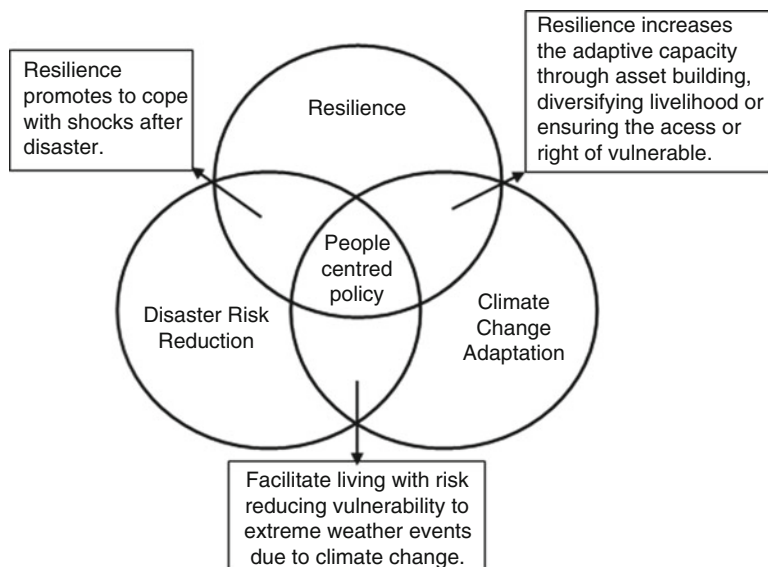 Resilience
promotes to cope
with shocks after
disaster.
Resilience increases
the adaptive capacity
through asset building,
diversifying livelihood or
ensuring the acess or
right of vulnerable.
Resilience
People
centred
policy
Disaster Risk
Reduction
Climate
Change
Adaptation
Facilitate living with risk
reducing vulnerability to
extreme weather events
due to climate change.